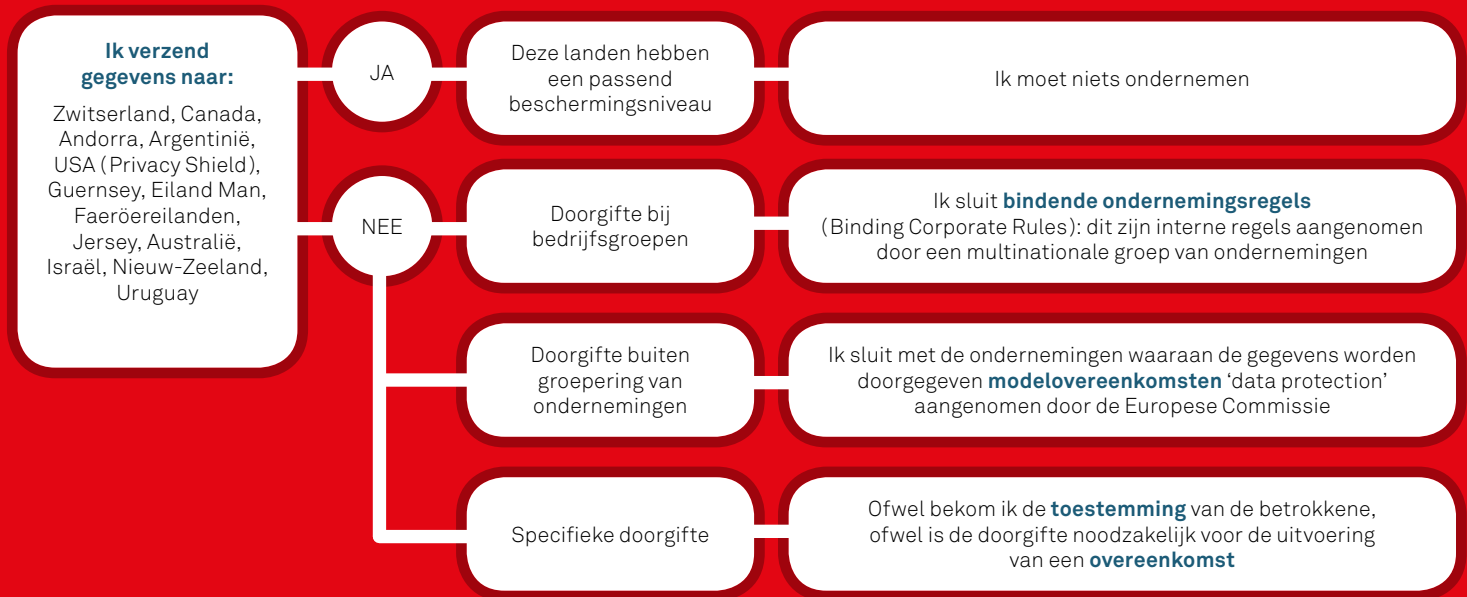 Ik verzend
gegevens naar:
Zwitserland, Canada,
Andorra, Argentinië,
USA (Privacy Shield),
Guernsey, Eiland Man,
Faeröereilanden,
Jersey, Australië,
Israël, Nieuw-Zeeland,
Uruguay
JA
Deze landen hebben
een passend
beschermingsniveau
Ik moet niets ondernemen
NEE
Doorgifte bij
bedrijfsgroepen
Ik sluit bindende ondernemingsregels
(Binding Corporate Rules): dit zijn interne regels aangenomen
door een multinationale groep van ondernemingen
Doorgifte buiten
groepering van
ondernemingen
Ik sluit met de ondernemingen waaraan de gegevens worden
doorgegeven modelovereenkomsten ‘data protection’
aangenomen door de Europese Commissie
Specifieke doorgifte
Ofwel bekom ik de toestemming van de betrokkene,
ofwel is de doorgifte noodzakelijk voor de uitvoering
van een overeenkomst